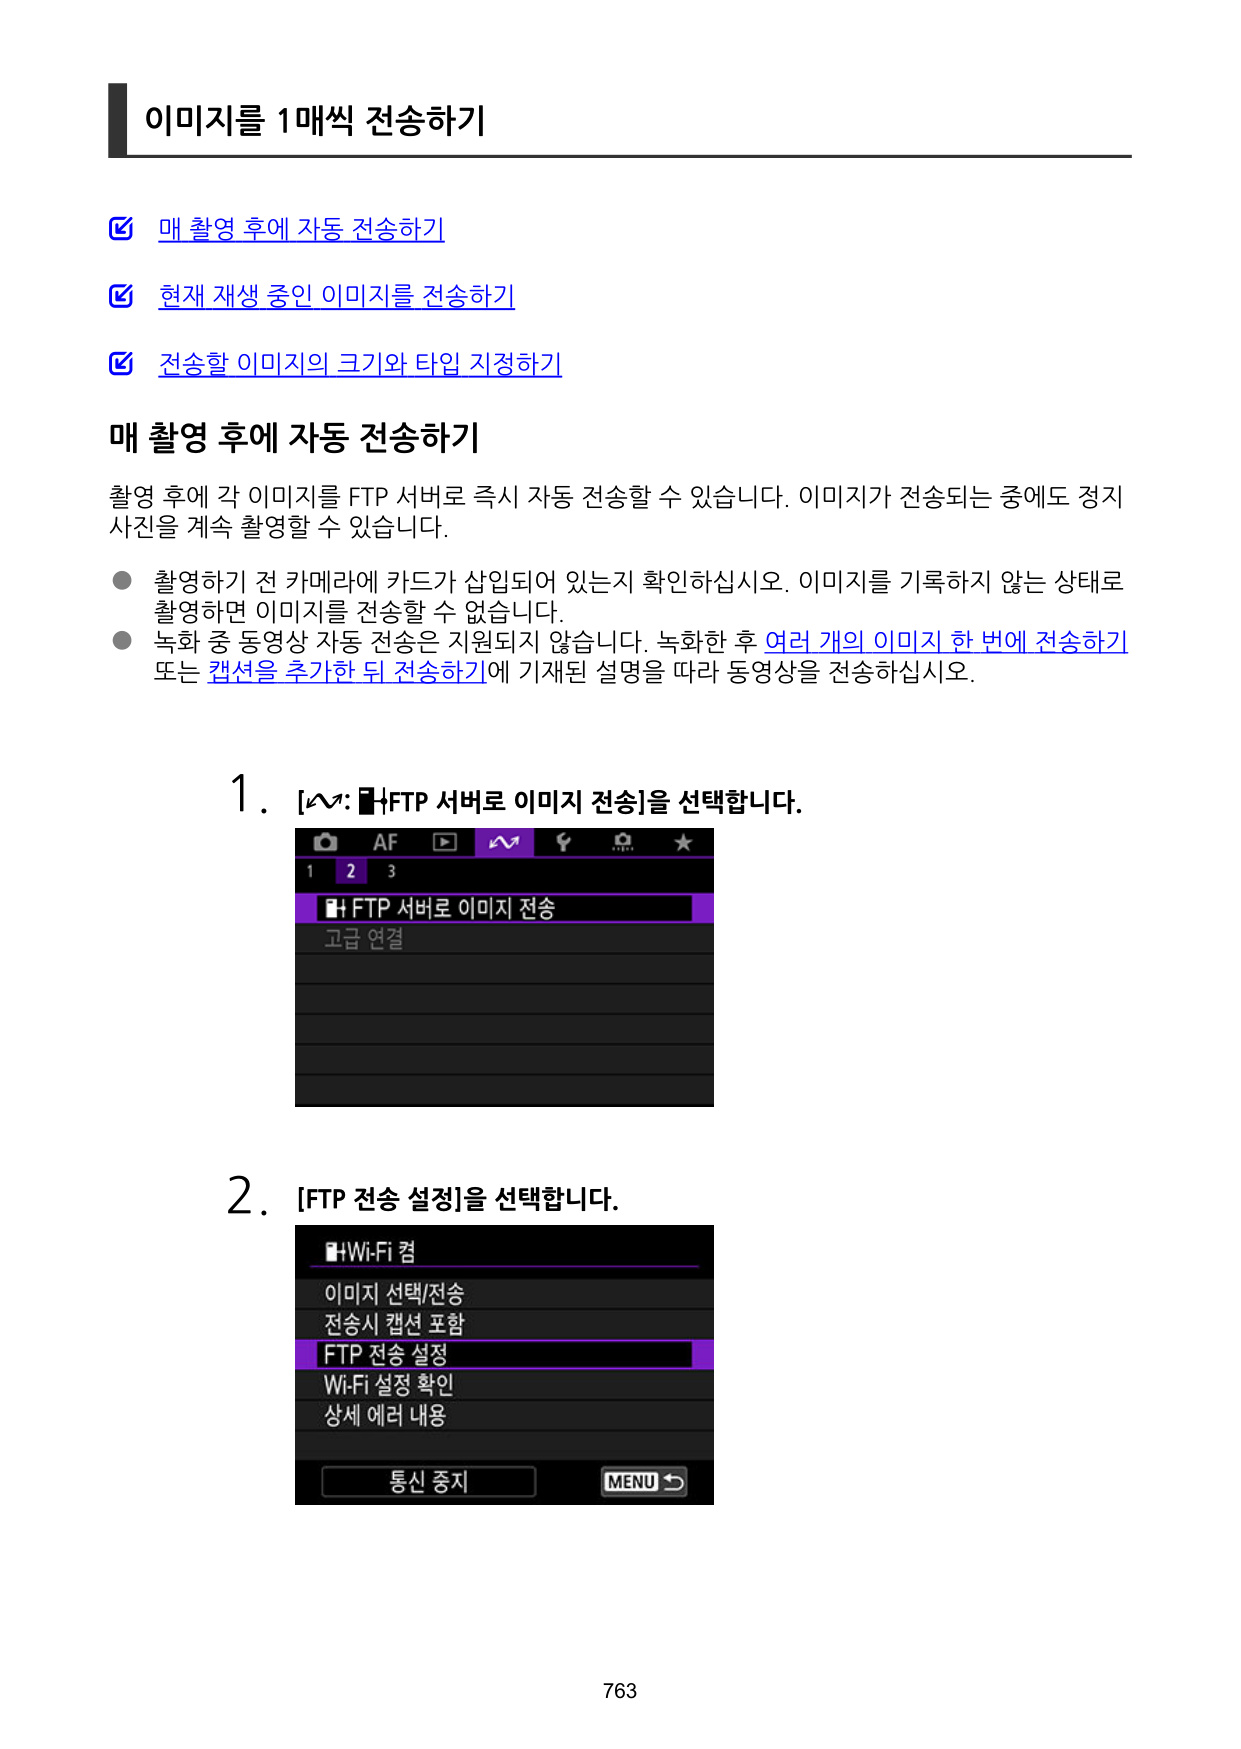 이미지를 1매씩 전송하기
매 촬영 후에 자동 전송하기
현재 재생 중인 이미지를 전송하기
전송할 이미지의 크기와 타입 지정하기
매 촬영 후에 자동 전송하기
촬영 후에 각 이미지를 FTP 서버로 즉시 자동 전송할 수 있습니다. 이미지가 전송되는 중에도 정지
사진을 계속 촬영할 수 있습니다.
● 촬영하기 전 카메라에 카드가 삽입되어 있는지 확인하십시오. 이미지를 기록하지 않는 상태로
촬영하면 이미지를 전송할 수 없습니다.
● 녹화 중 동영상 자동 전송은 지원되지 않습니다. 녹화한 후 여러 개의 이미지 한 번에 전송하기
또는 캡션을 추가한 뒤 전송하기에 기재된 설명을 따라 동영상을 전송하십시오.
1. [: FTP 서버로 이미지 전송]을 선택합니다.
AF
1 2 3
FTP 서버로 이미지 전송
고급 연결
2. [FTP 전송 설정]을 선택합니다.
Wi-Fi 켬
이미지 선택/전송
전송시 캡션 포함
FTP 전송 설정
Wi-Fi 설정 확인
상세 에러 내용
통신 중지 MENU
763